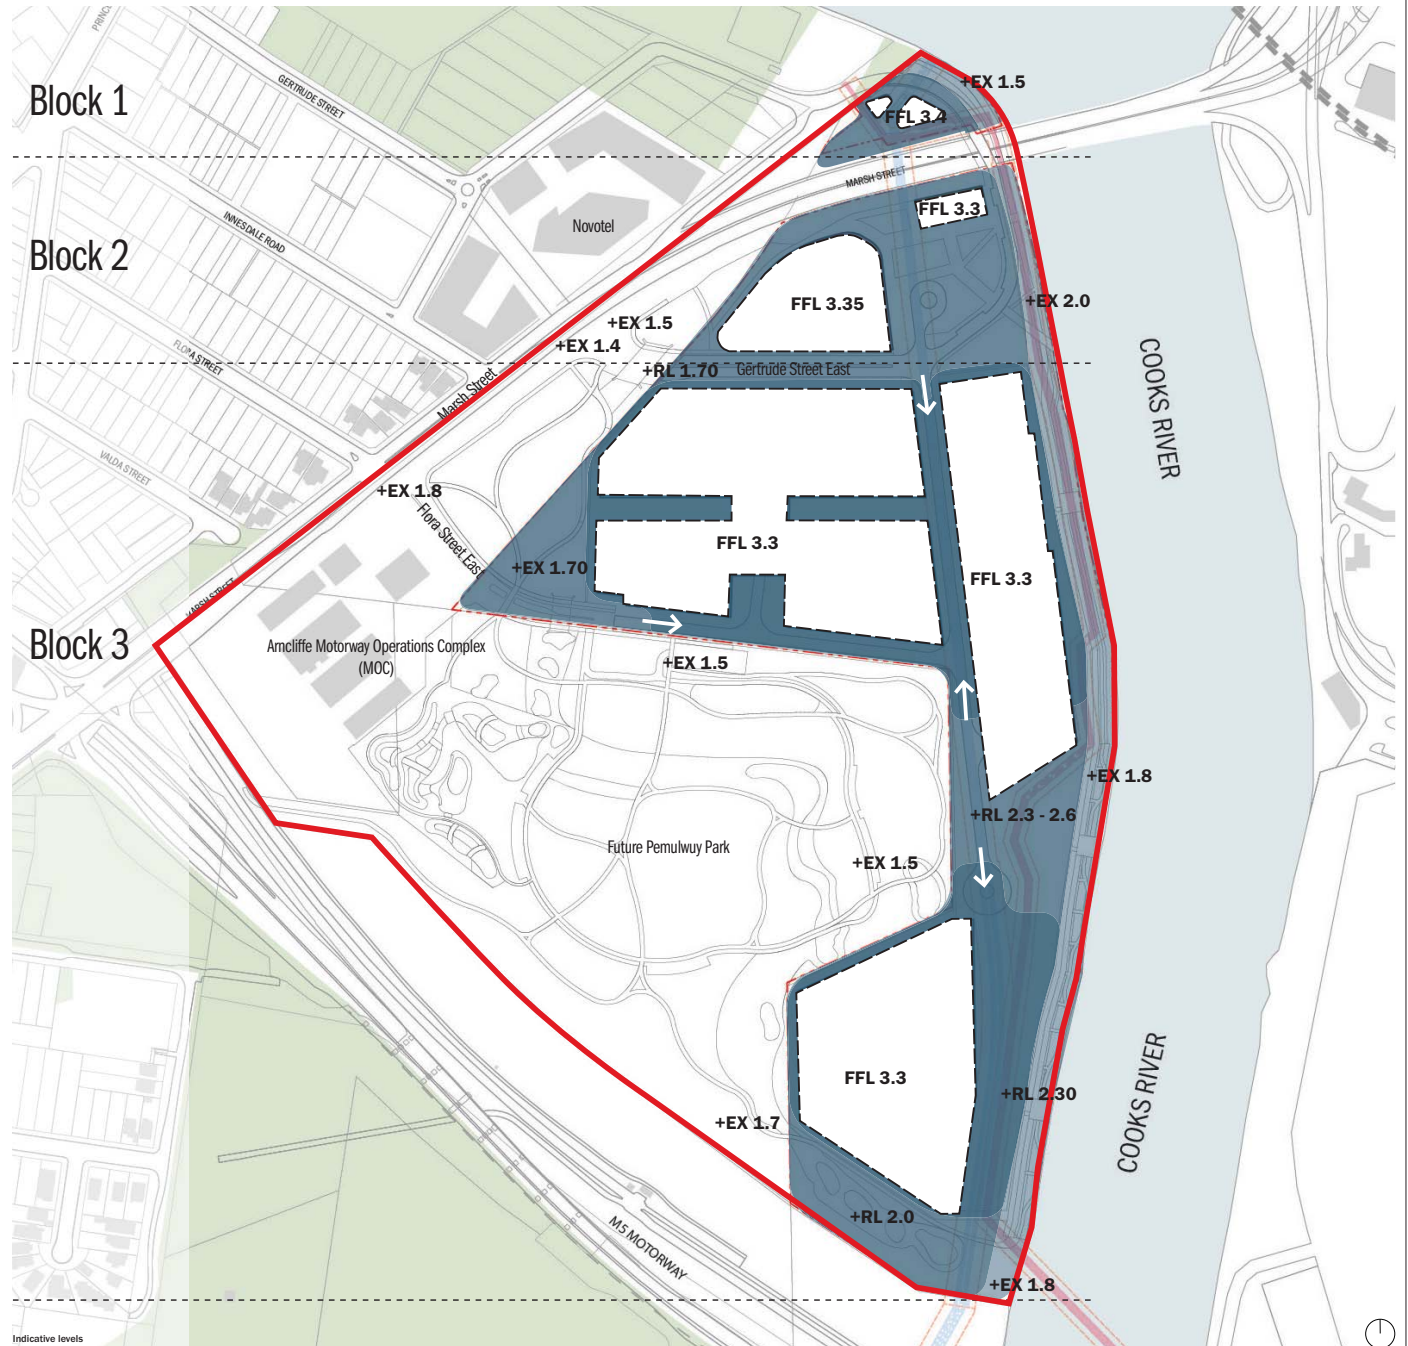 PRINC
Block 1
GERTRUDE STREET
+EX 1.5
FFL 3.4
MARSH STREET
FFL 3.3
Block 2
INNESDALE ROAD
Novotel
+EX 2.0
FFL 3.35
+EX 1.5
+EX 1.4
FLORA STREET
+RL 1.70
Gertrude Street East
COOKS RIVER
Marsh Street
VALDA STREET
+EX 1.8
Flora Street East
FFL 3.3
+EX 1.70
FFL 3.3
MARSH STREET
Block 3
Arncliffe Motorway Operations Complex
(MOC)
+EX 1.5
+EX 1.8
+RL 2.3 - 2.6
Future Pemulwuy Park
+EX 1.5
FFL 3.3
+RL 2.30
COOKS RIVER
+EX 1.7
+RL 2.0
M5 MOTORWAY
+EX 1.8
Indicative levels